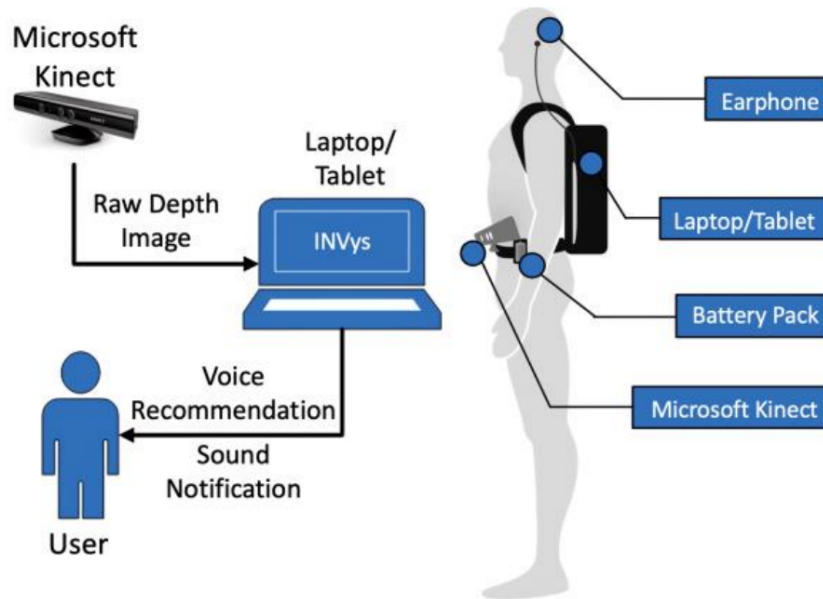 Microsoft
Kinect
Laptop/
Tablet
Raw Depth
Image
INVys
Voice
Recommendation
Sound
Notification
User
Earphone
Laptop/Tablet
Battery Pack
Microsoft Kinect